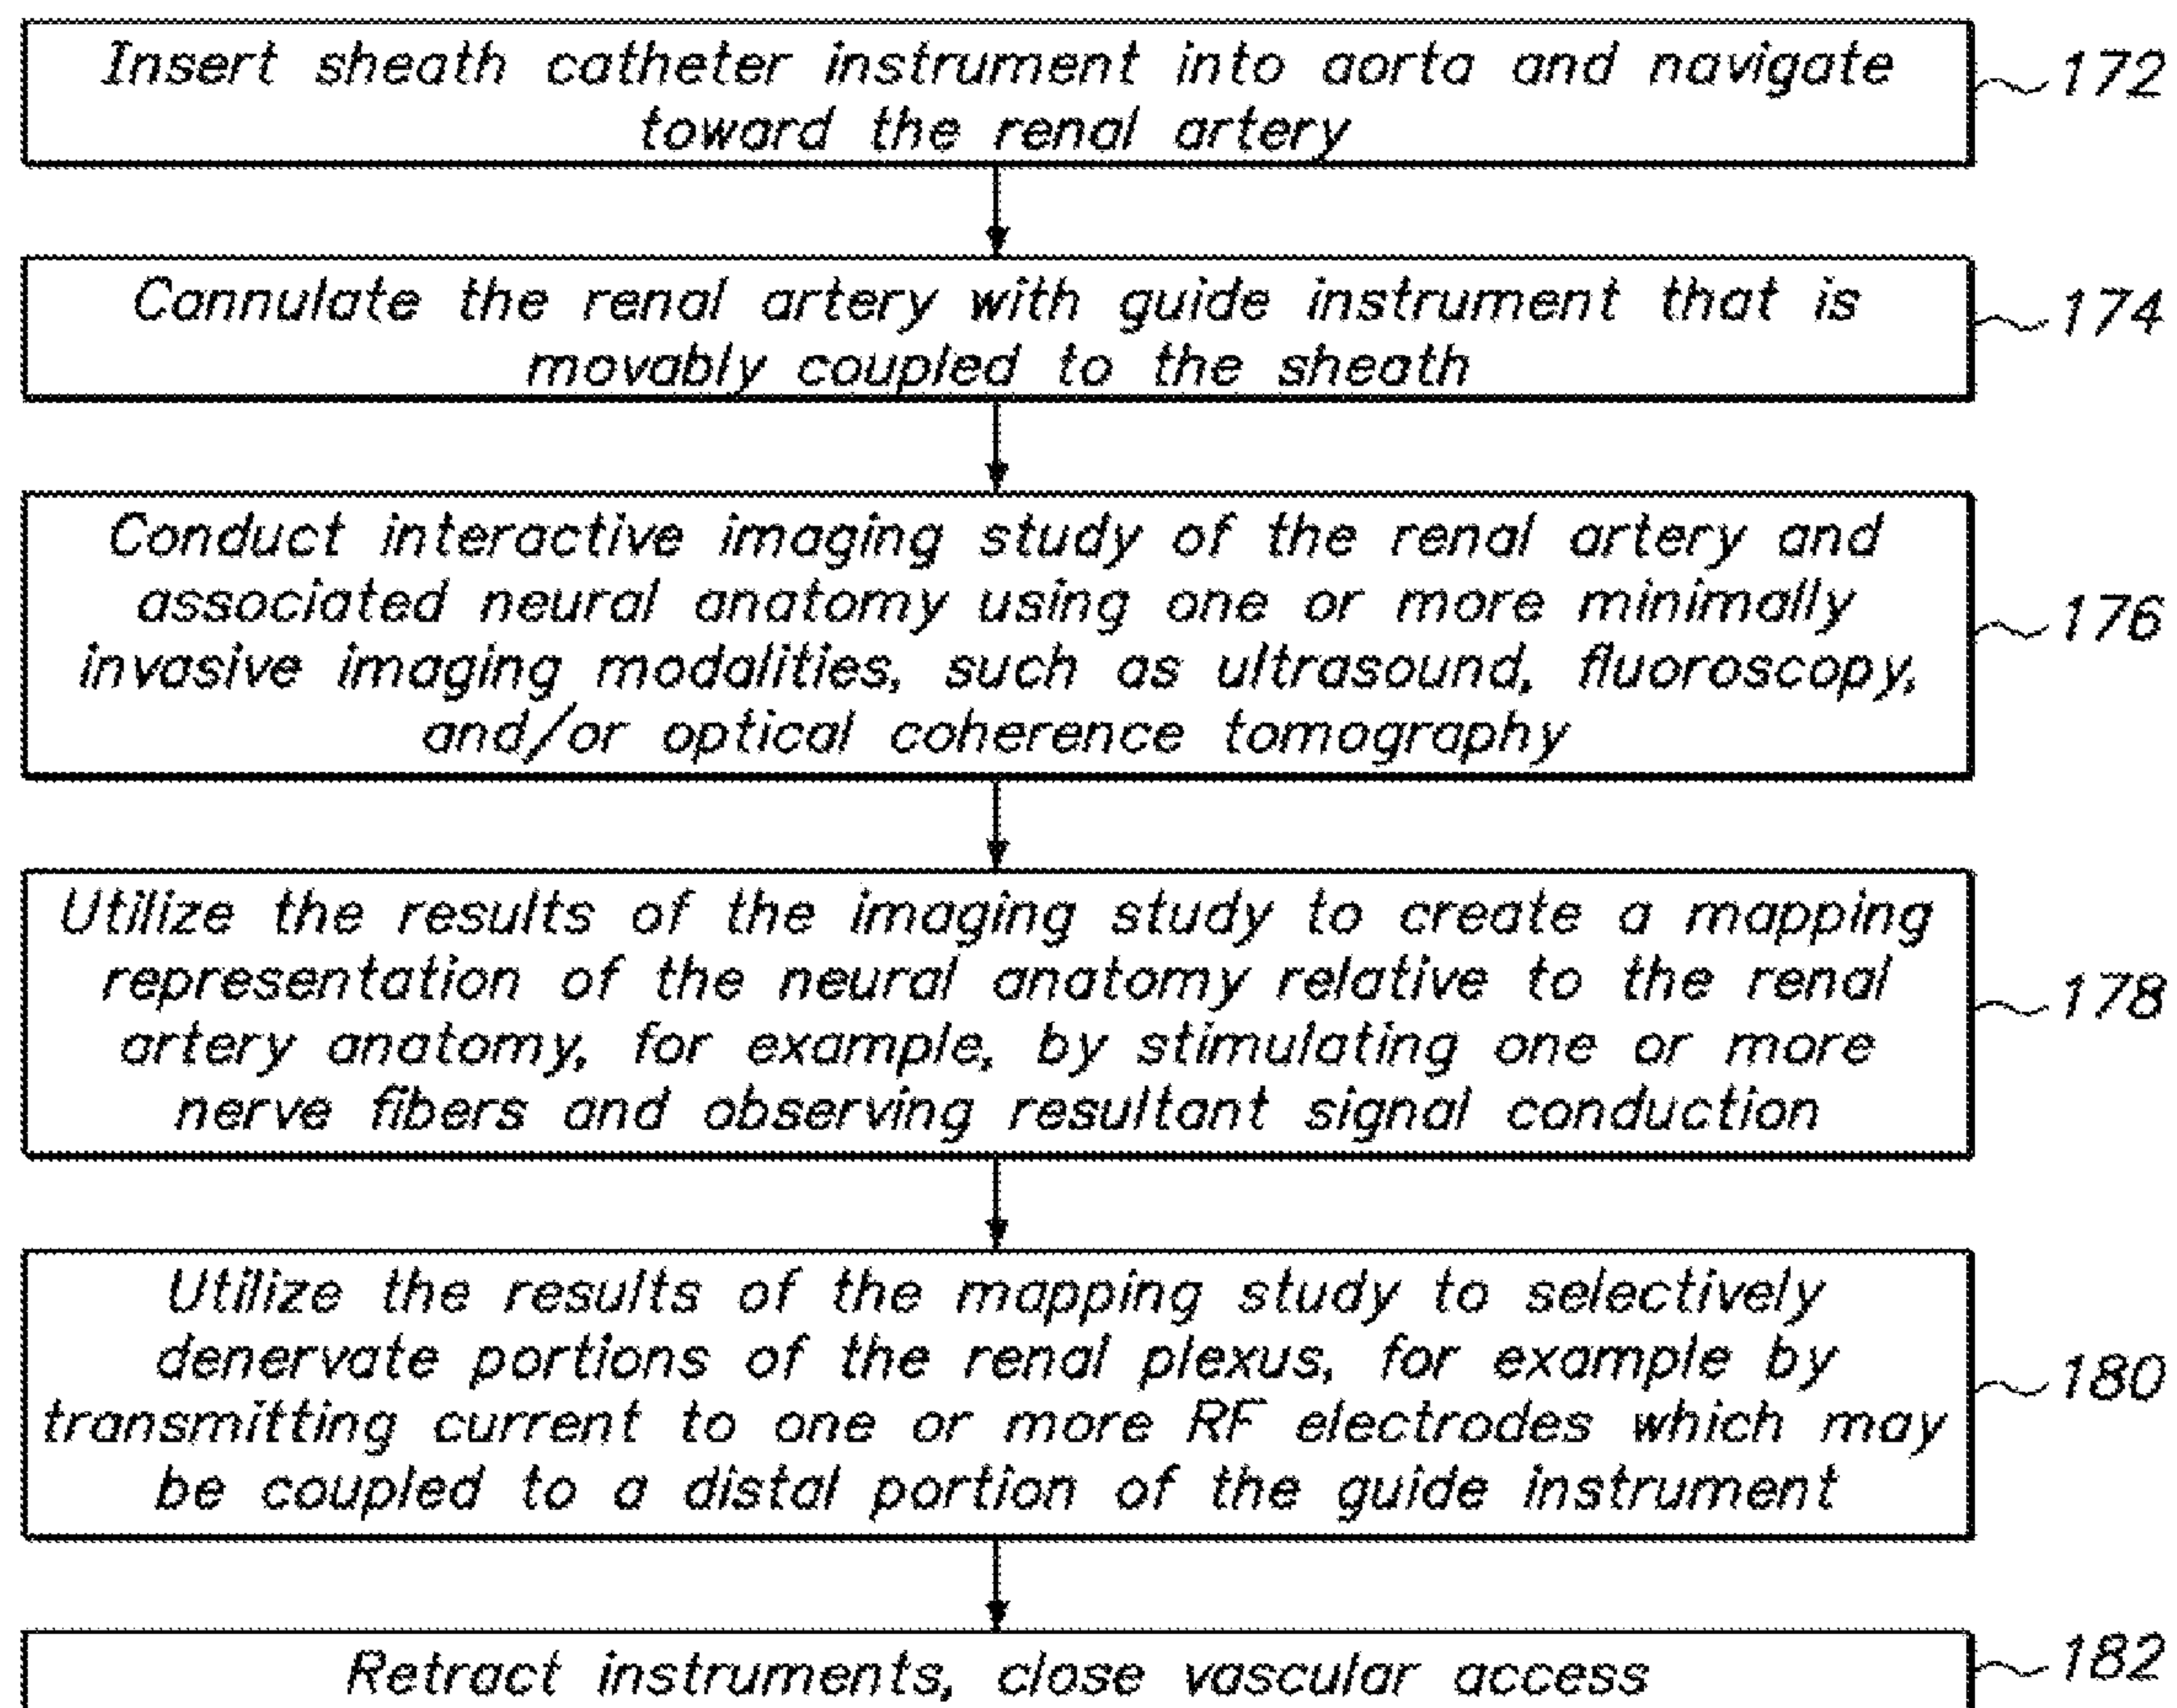 Insert sheath catheter instrument into aorta and navigate
toward the renal artery
172
Cannulate the renal artery with guide instrument that is
movably coupled to the sheath
174
Conduct interactive imaging study of the renal artery and
associated neural anatomy using one or more minimally
invasive imaging modalities, such as ultrasound, fluoroscopy,
and/or optical coherence tomography
176
Utilize the results of the imaging study to create a mapping
representation of the neural anatomy relative to the renal
artery anatomy, for example, by stimulating one or more
nerve fibers and observing resultant signal conduction
178
Utilize the results of the mapping study to selectively
denervate portions of the renal plexus, for example by
transmitting current to one or more RF electrodes which may
be coupled to a distal portion of the guide instrument
180
Retract instruments, close vascular access
182